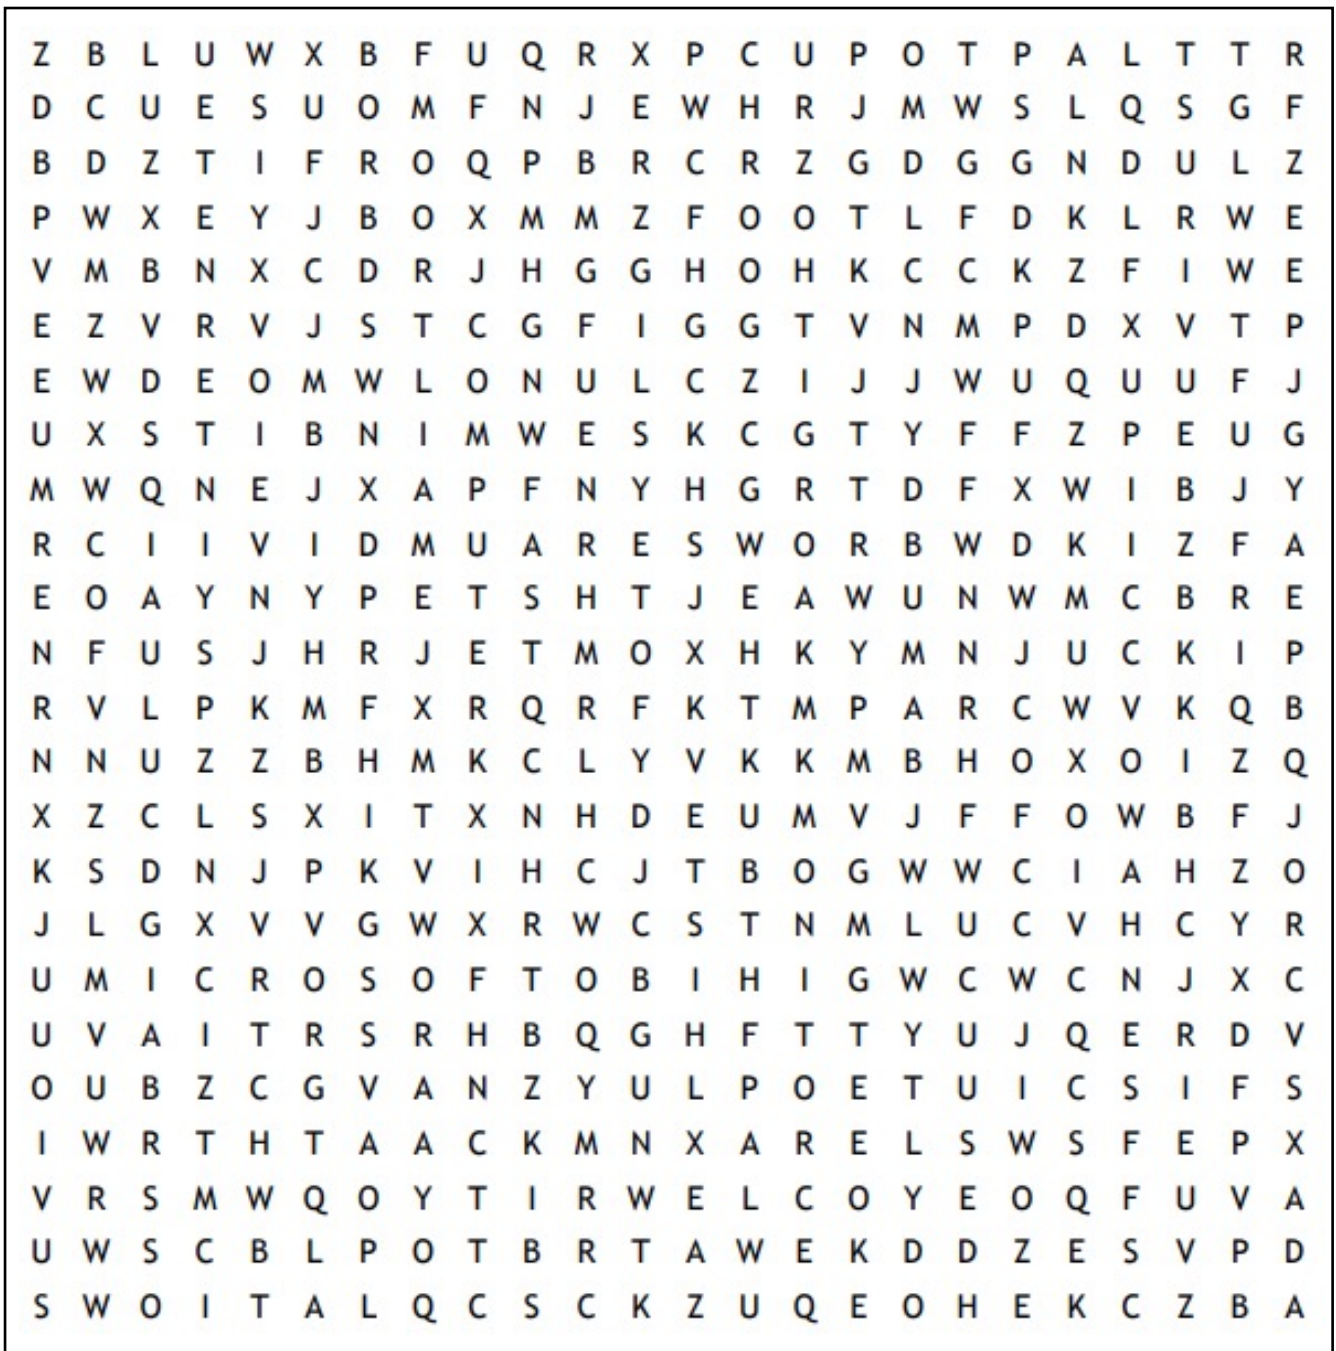 Z B L U W X B F U Q R X P C U P O T P A L T T R
D C U E S U O M F N J E W H R J M W S L Q S G F
B D Z T I F R O Q P B R C R Z G D G G N D U L Z
P W X E Y J B O X M M Z F O O T L F D K L R W E
V M B N X C D R J H G G H O H K C C K Z F I W E
E Z V R V J S T C G F I G G T V N M P D X V T P
E W D E O M W L O N U L C Z I J J W U Q U U F J
U X S T I B N I M W E S K C G T Y F F Z P E U G
M W Q N E J X A P F N Y H G R T D F X W I B J Y
R C I I V I D M U A R E S W O R B W D K I Z F A
E O A Y N Y P E T S H T J E A W U N W M C B R E
N F U S J H R J E T M O X H K Y M N J U C K I P
R V L P K M F X R Q R F K T M P A R C W V K Q B
N N U Z Z B H M K C L Y V K K M B H O X O I Z Q
X Z C L S X I T X N H D E U M V J F F O W B F J
K S D N J P K V I H C J T B O G W W C I A H Z O
J L G X V V G W X R W C S T N M L U C V H C Y R
U M I C R O S O F T O B I H I G W C W C N J X C
U V A I T R S R H B Q G H F T T Y U J Q E R D V
O U B Z C G V A N Z Y U L P O E T U I C S I F S
I W R T H T A A C K M N X A R E L S W S F E P X
V R S M W Q O Y T I R W E L C O Y E O Q F U V A
U W S C B L P O T B R T A W E K D D Z E S V P D
S W O I T A L Q C S C K Z U Q E O H E K C Z B A